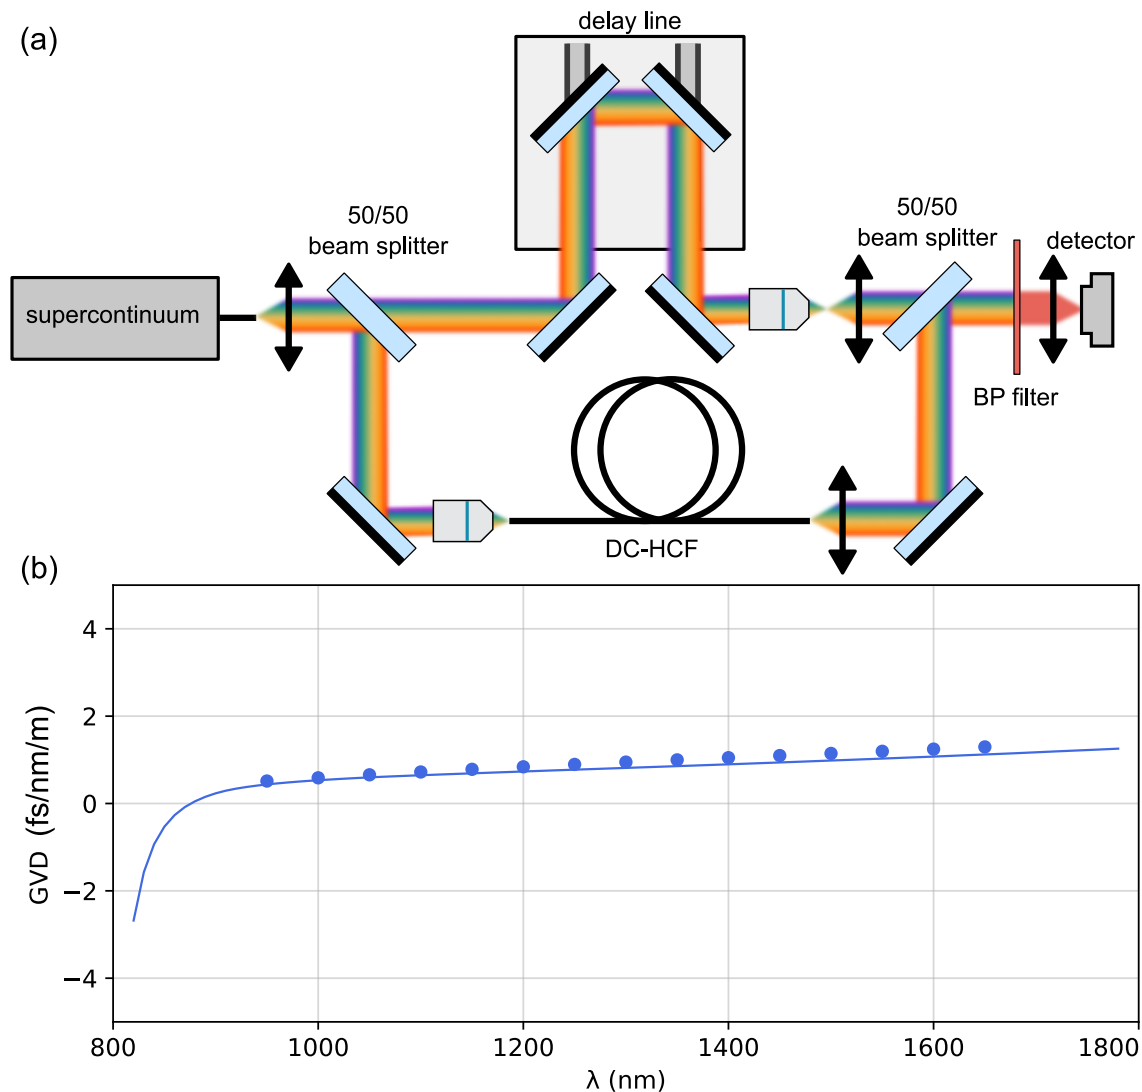 (a)
delay line
50/50
beam splitter
50/50
beam splitter
detector
supercontinuum
BP filter
DC-HCF
(b)
GVD (fs/nm/m)
4
2
0
−2
−4
800
1000
1200
1400
1600
1800
λ (nm)